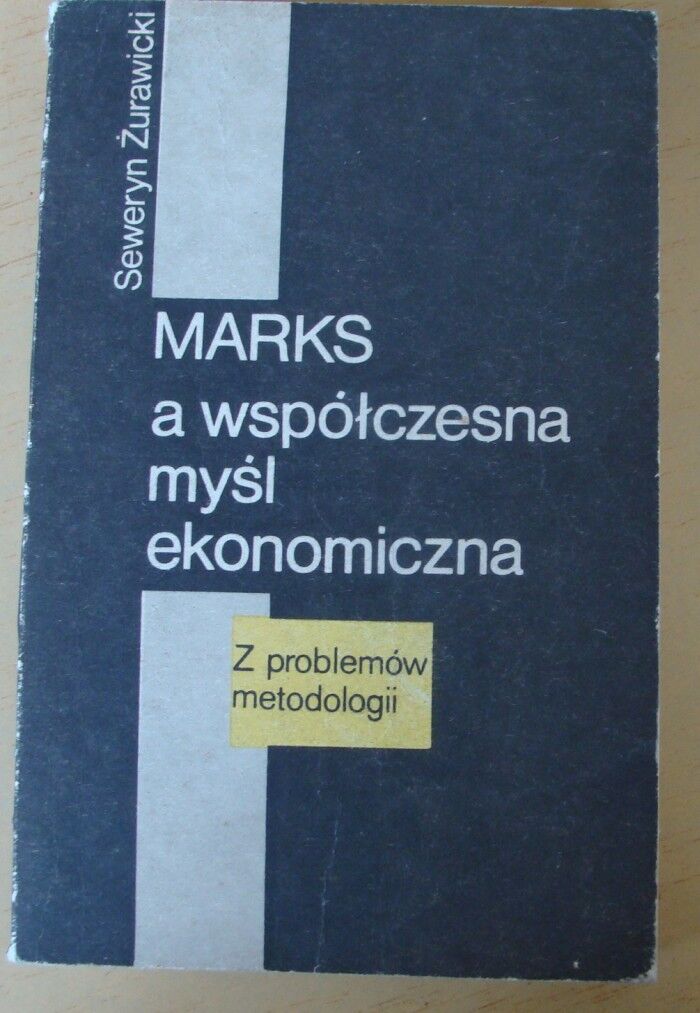 Seweryn Żurawicki
MARKS
a współczesna
myśl
ekonomiczna
Z problemów
metodologii